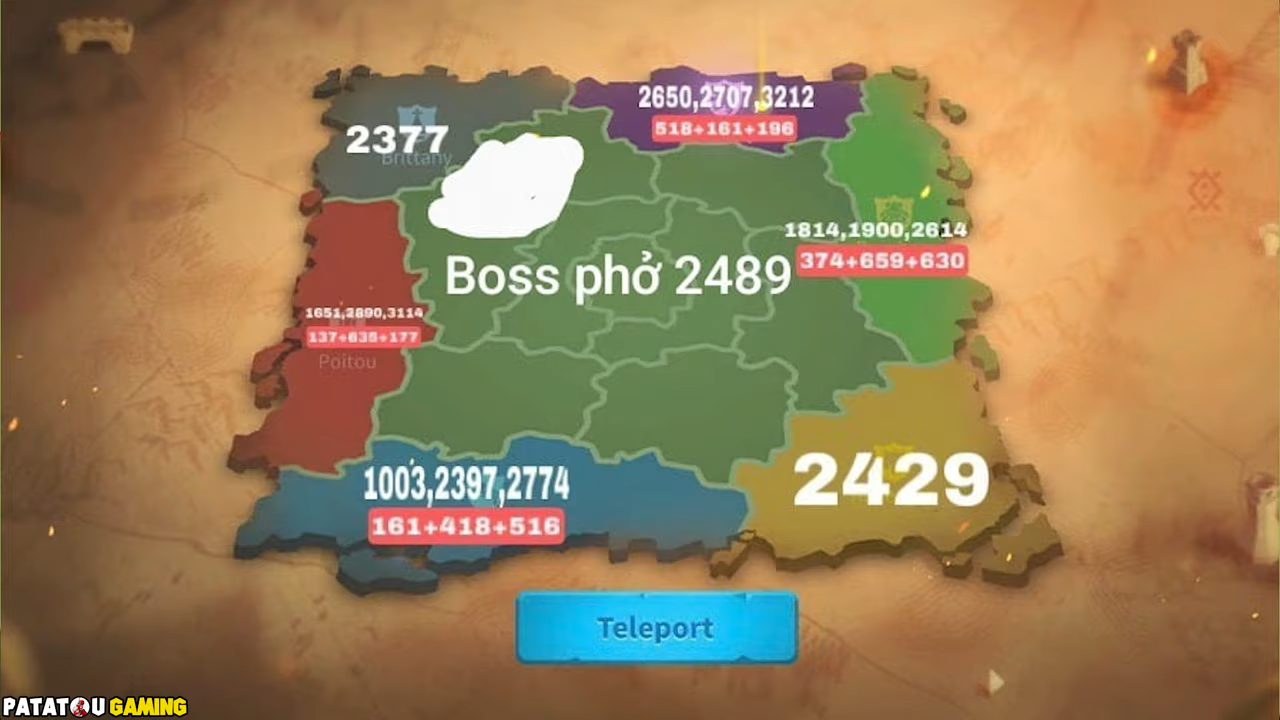 2650,2707,3212
518+161+196
2377
Brittany
1814,1900,2614
374+659+630
Boss phở 2489
1651,2890,3114
137+635+177
Poitou
1003,2397,2774
161+418+516
2429
Teleport
PATATOU GAMING